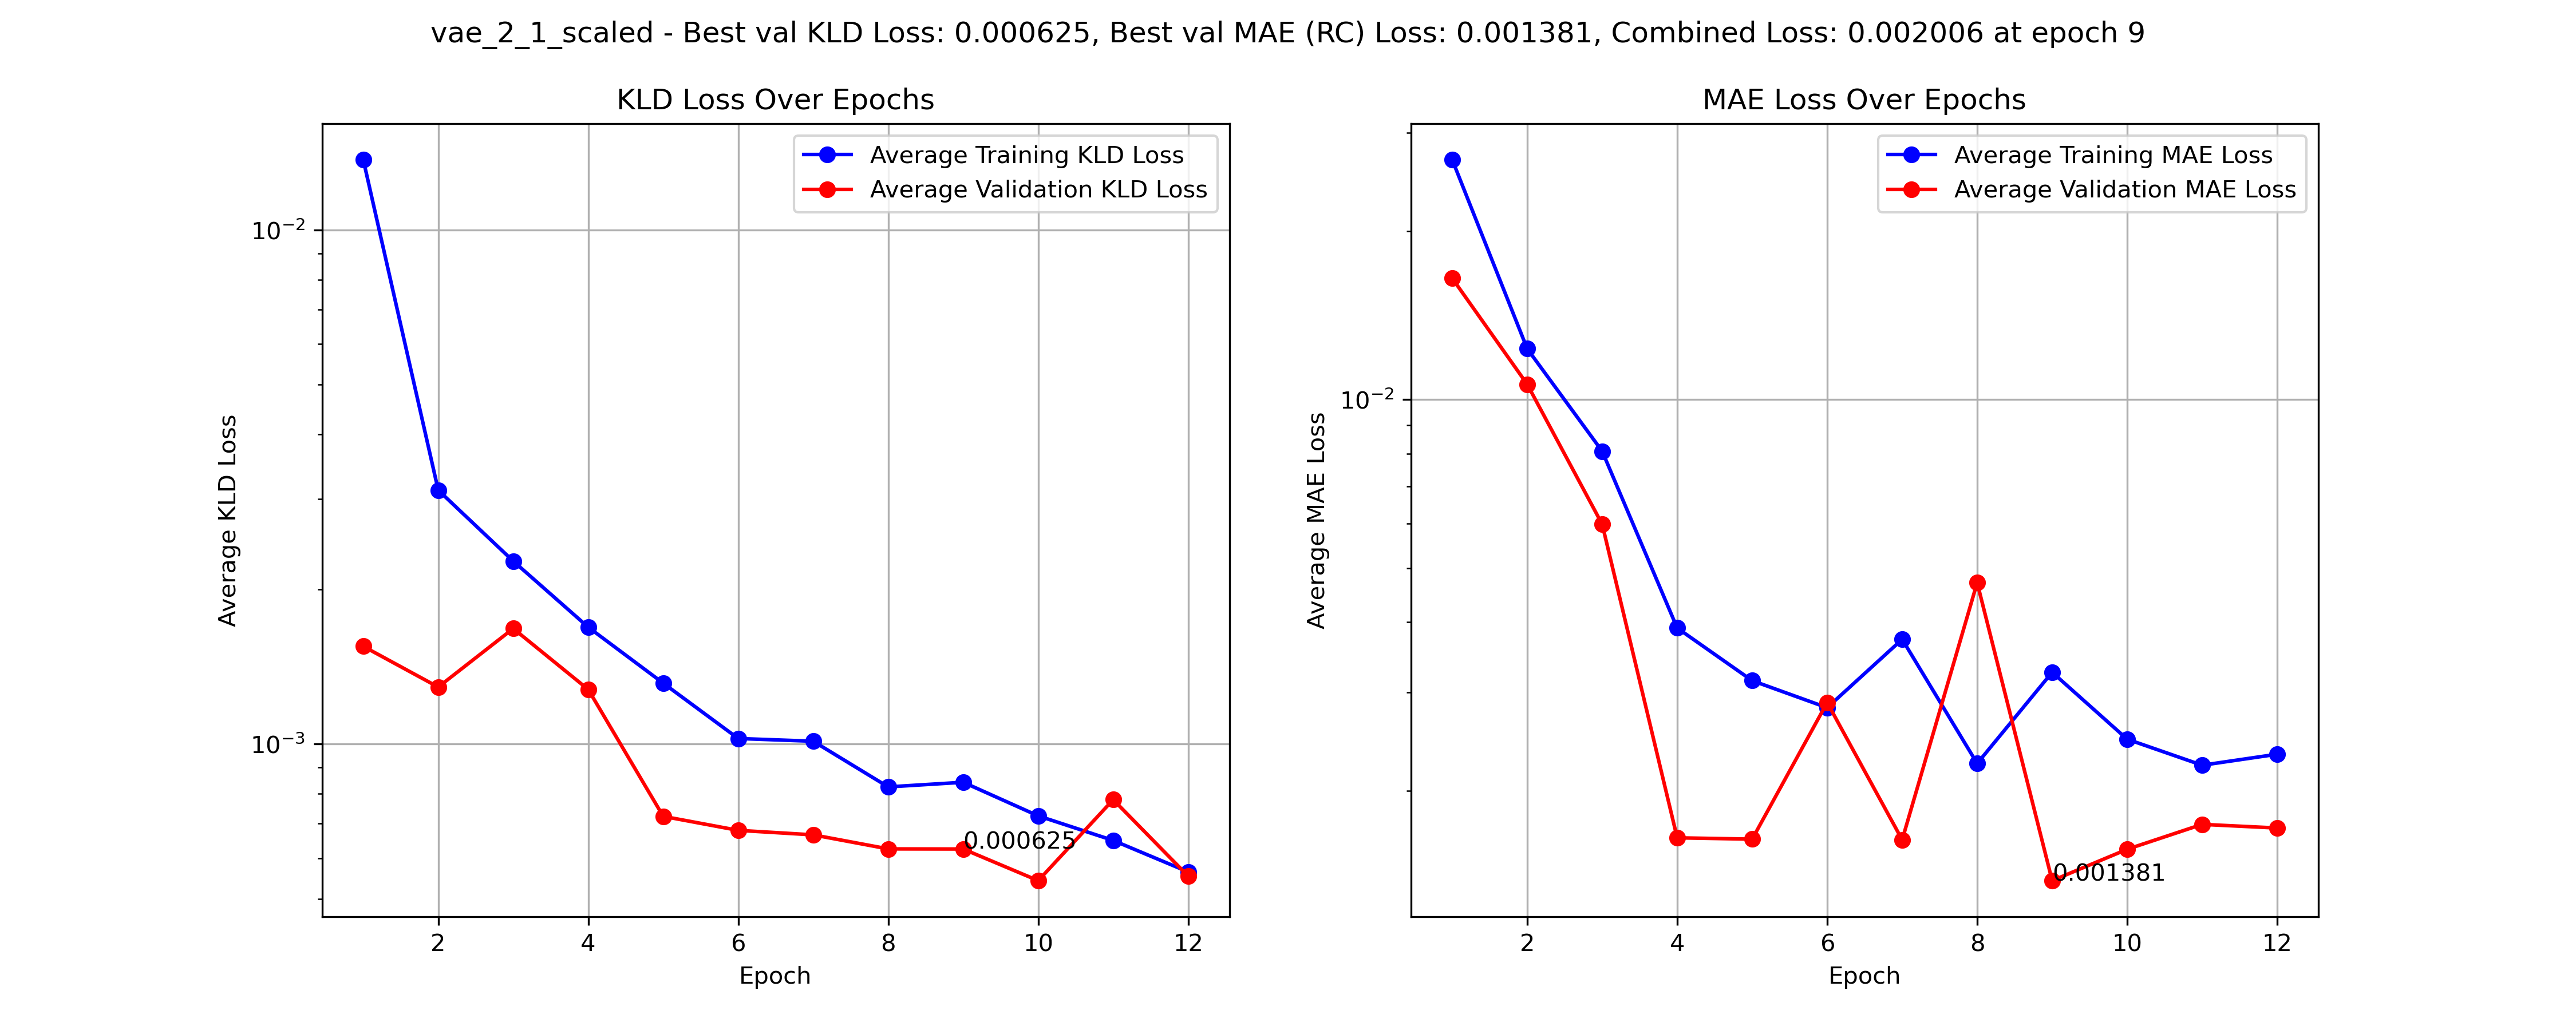 vae_2_1_scaled - Best val KLD Loss: 0.000625, Best val MAE (RC) Loss: 0.001381, Combined Loss: 0.002006 at epoch 9
KLD Loss Over Epochs
Average Training KLD Loss
Average Validation KLD Loss
10⁻²
10⁻³
Average KLD Loss
0.000625
2 4 6 8 10 12
Epoch
MAE Loss Over Epochs
Average Training MAE Loss
Average Validation MAE Loss
10⁻²
Average MAE Loss
0.001381
2 4 6 8 10 12
Epoch